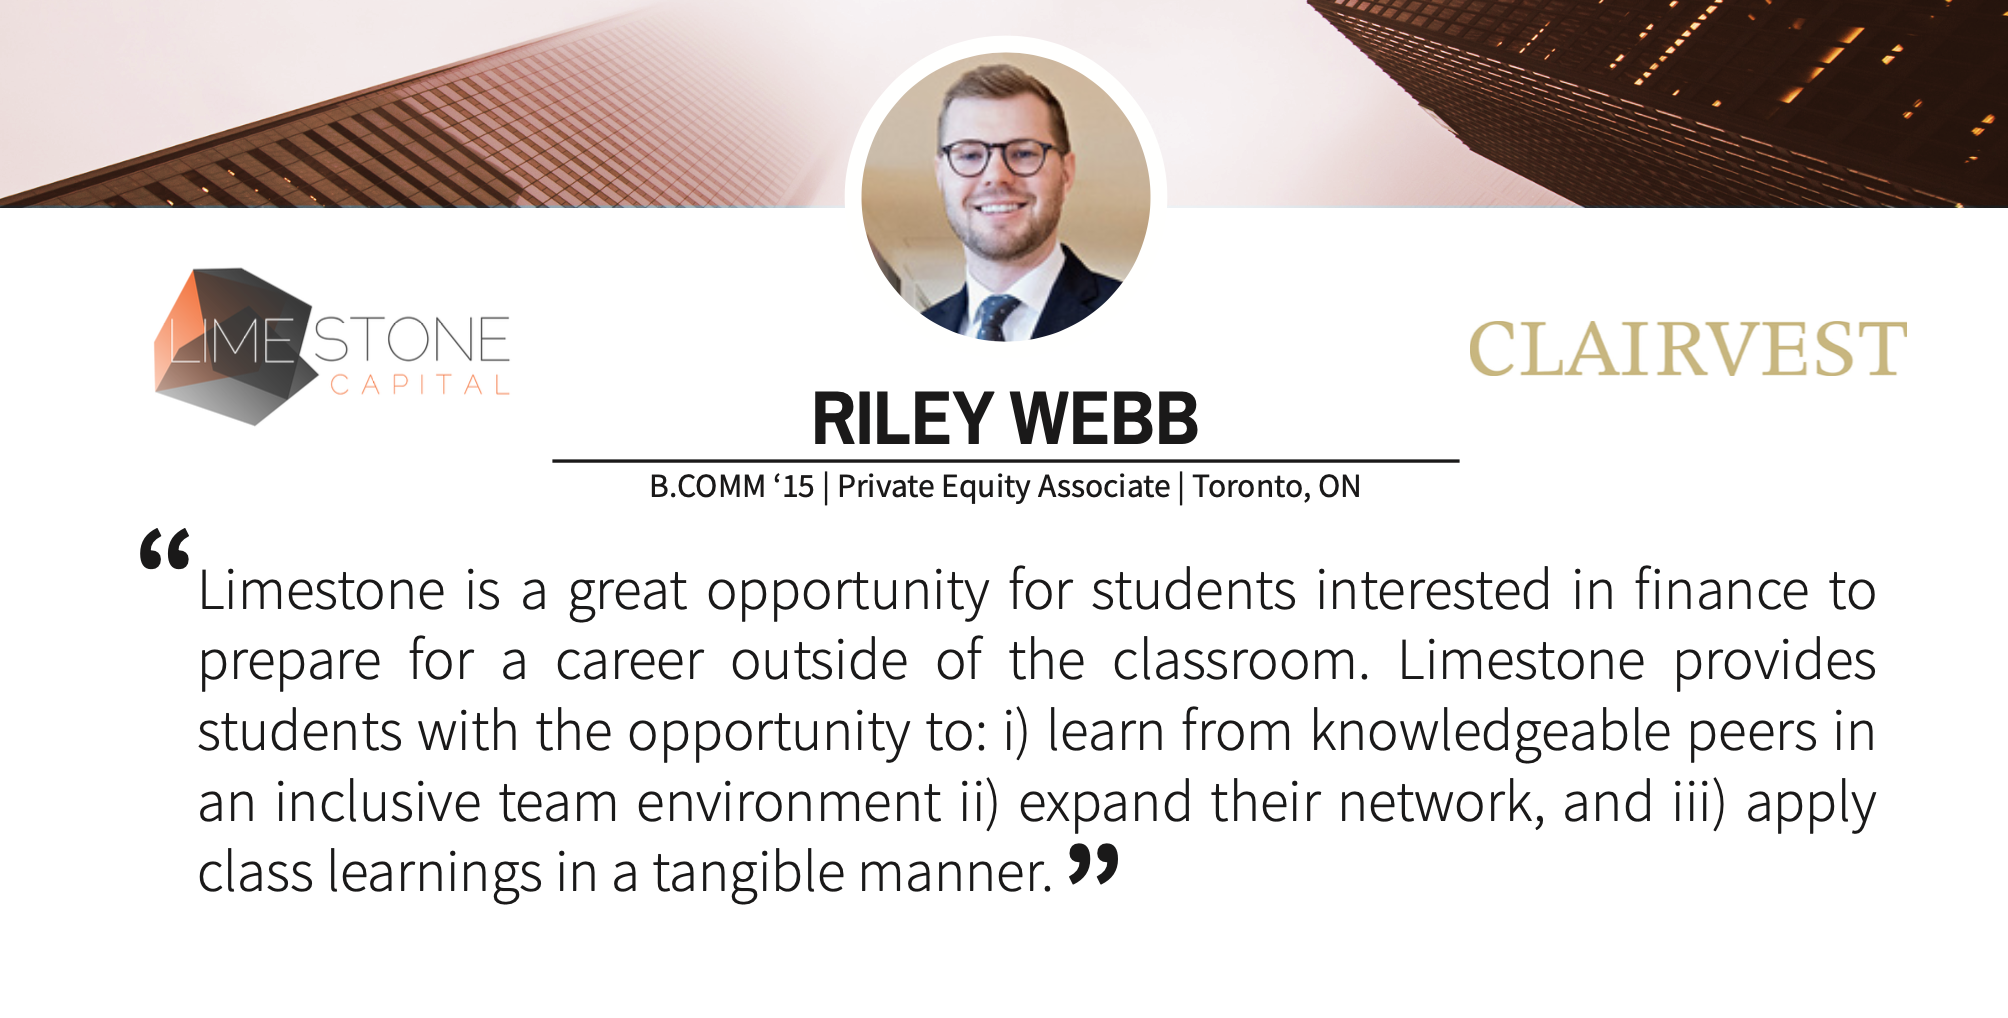 LIMESTONE
CAPITAL
CLAIRVEST
RILEY WEBB
B.COMM ‘15 | Private Equity Associate | Toronto, ON
“Limestone is a great opportunity for students interested in finance to
prepare for a career outside of the classroom. Limestone provides
students with the opportunity to: i) learn from knowledgeable peers in
an inclusive team environment ii) expand their network, and iii) apply
class learnings in a tangible manner.”